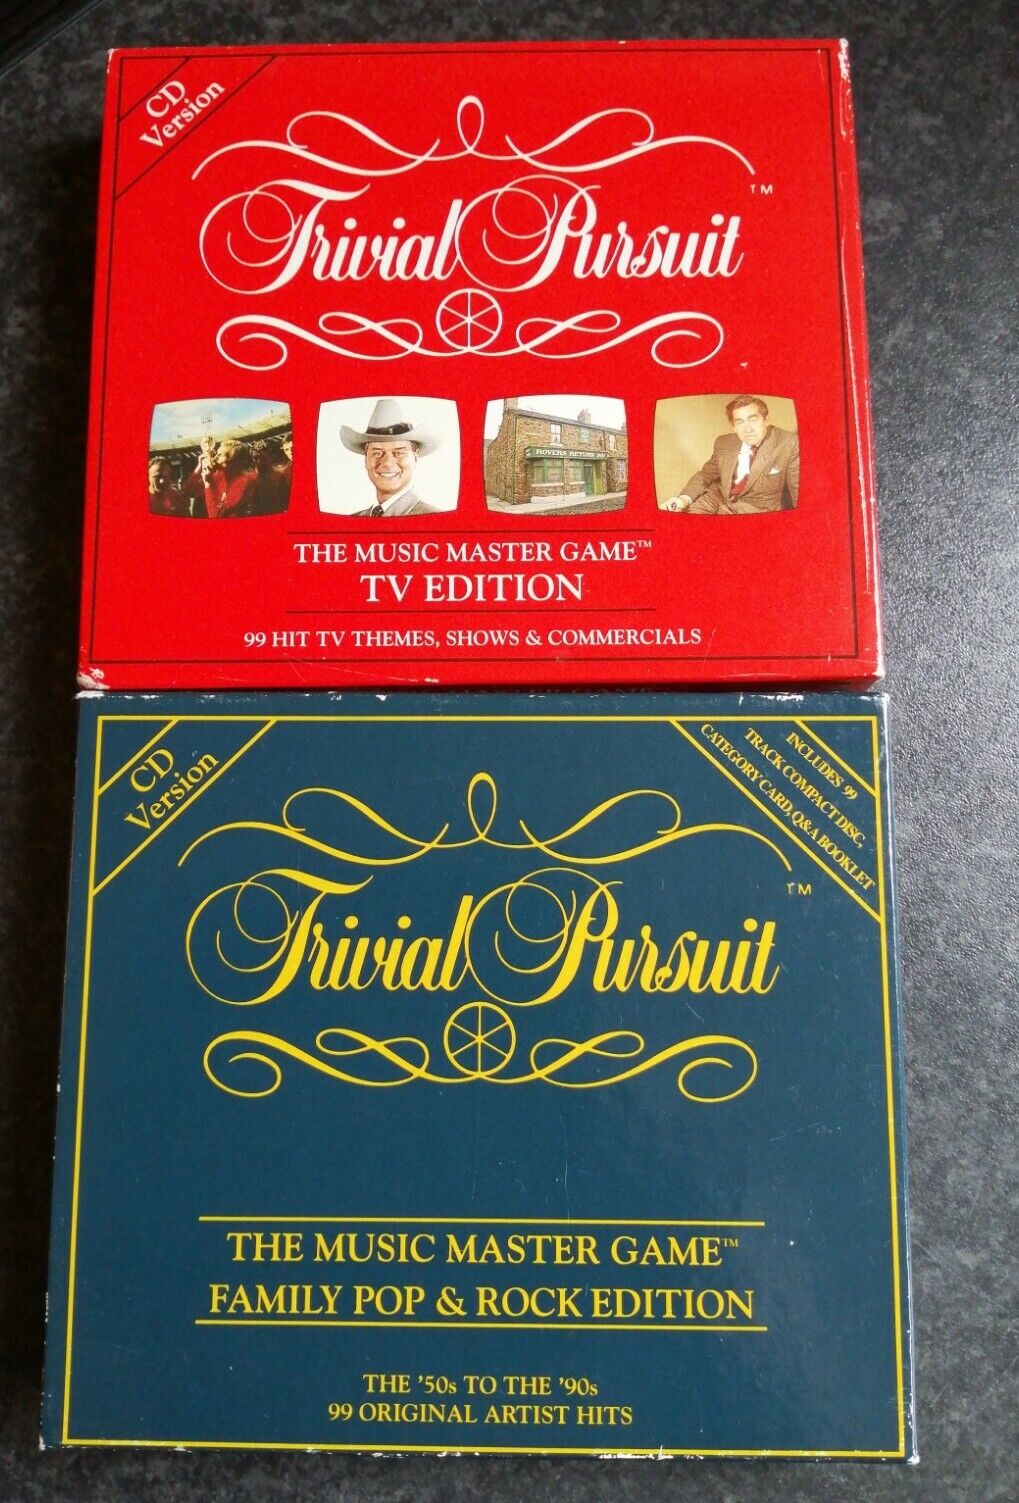 CD
Version
Trivial Pursuit
™
ROVERS RETURN INN
THE MUSIC MASTER GAME™
TV EDITION
99 HIT TV THEMES, SHOWS & COMMERCIALS
MASTER GAME
CD
Version
INCLUDES 99
TRACK COMPACT DISC,
CATEGORY CARD, Q&A BOOKLET
Trivial Pursuit
™
THE MUSIC MASTER GAME™
FAMILY POP & ROCK EDITION
THE '50s TO THE '90s
99 ORIGINAL ARTIST HITS